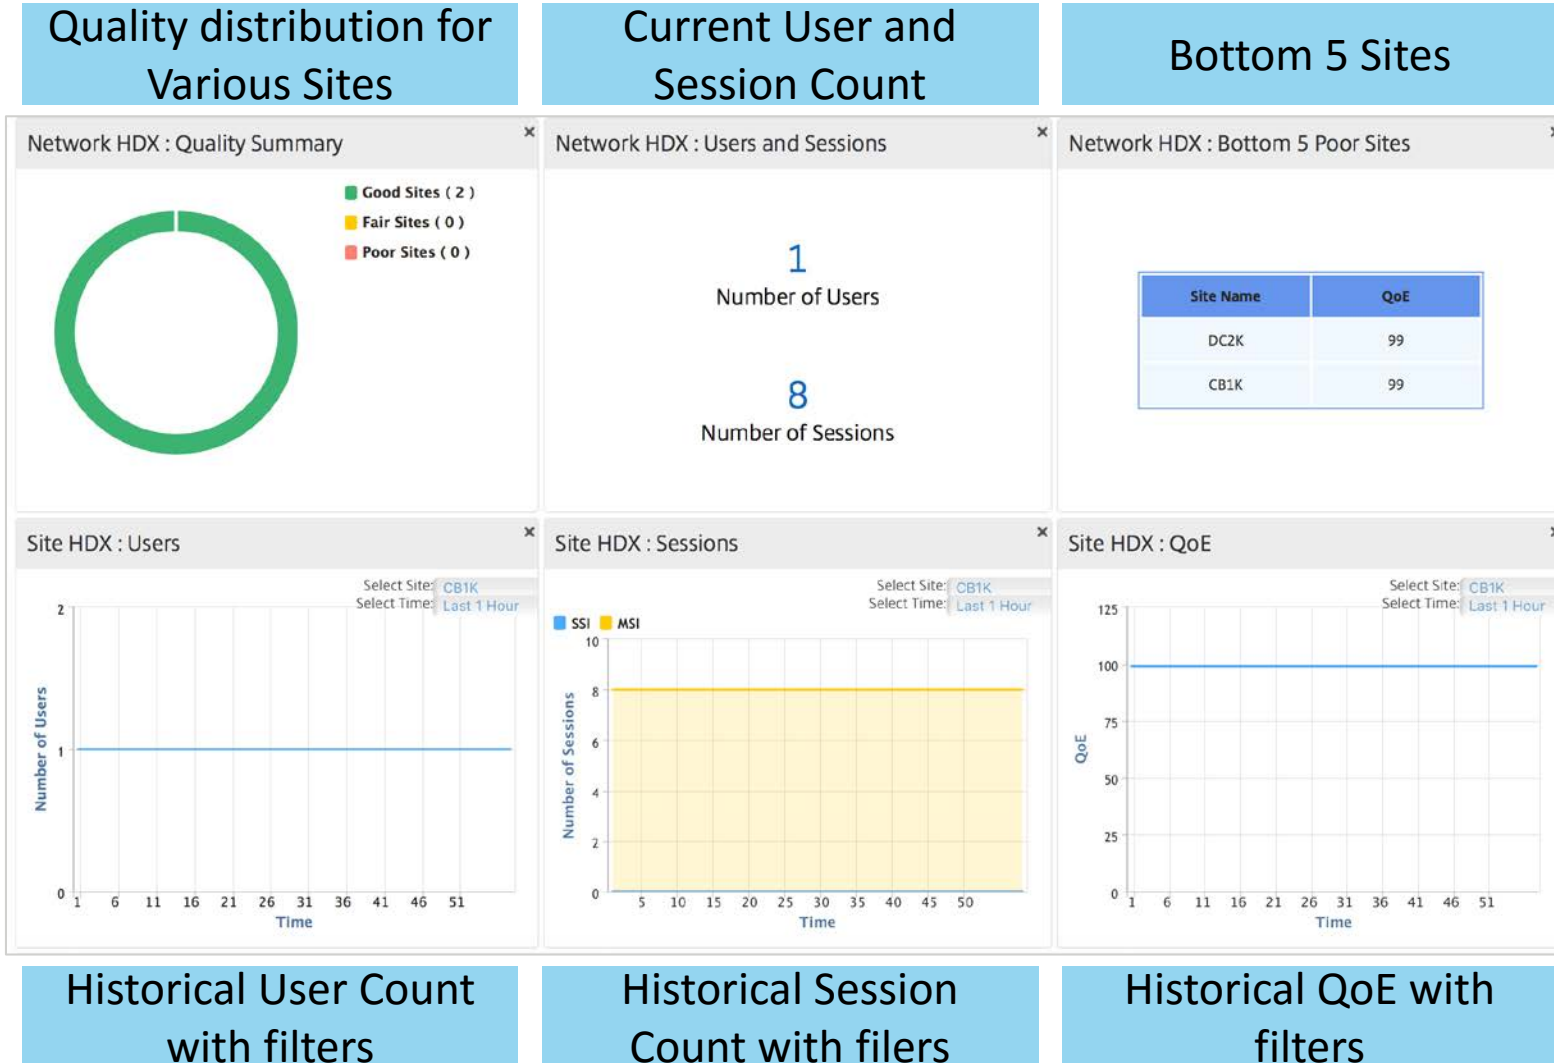 Quality distribution for
Various Sites
Current User and
Session Count
Bottom 5 Sites
Network HDX : Quality Summary
×
Good Sites ( 2 )
Fair Sites ( 0 )
Poor Sites ( 0 )
Network HDX : Users and Sessions
×
1
Number of Users
8
Number of Sessions
Network HDX : Bottom 5 Poor Sites
Site Name QoE
DC2K 99
CB1K 99
Site HDX : Users
×
Select Site: CB1K
Select Time: Last 1 Hour
2
1
0
Number of Users
1 6 11 16 21 26 31 36 41 46 51
Time
Site HDX : Sessions
×
Select Site: CB1K
Select Time: Last 1 Hour
SSI MSI
10
8
6
4
2
0
Number of Sessions
5 10 15 20 25 30 35 40 45 50
Time
Site HDX : QoE
Select Site: CB1K
Select Time: Last 1 Hour
125
100
75
50
25
0
QoE
1 6 11 16 21 26 31 36 41 46 51
Time
Historical User Count
with filters
Historical Session
Count with filers
Historical QoE with
filters